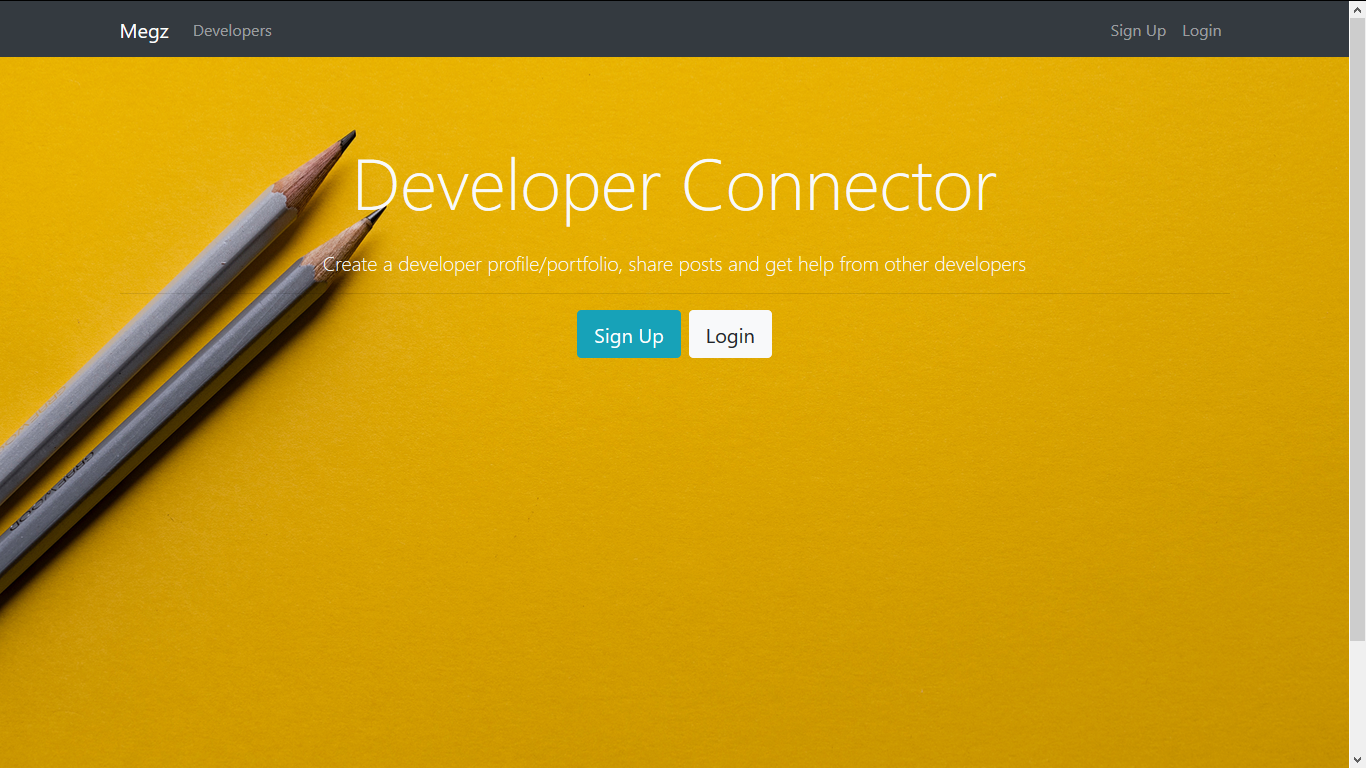 Megz Developers Sign Up Login
Developer Connector
Create a developer profile/portfolio, share posts and get help from other developers
Sign Up Login